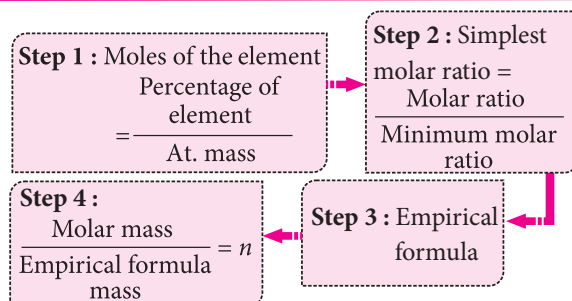 Step 1 : Moles of the element
Percentage of
element
=
At. mass
Step 2 : Simplest
molar ratio =
Molar ratio
Minimum molar
ratio
Step 3 : Empirical
formula
Step 4 :
Molar mass
= n
Empirical formula
mass